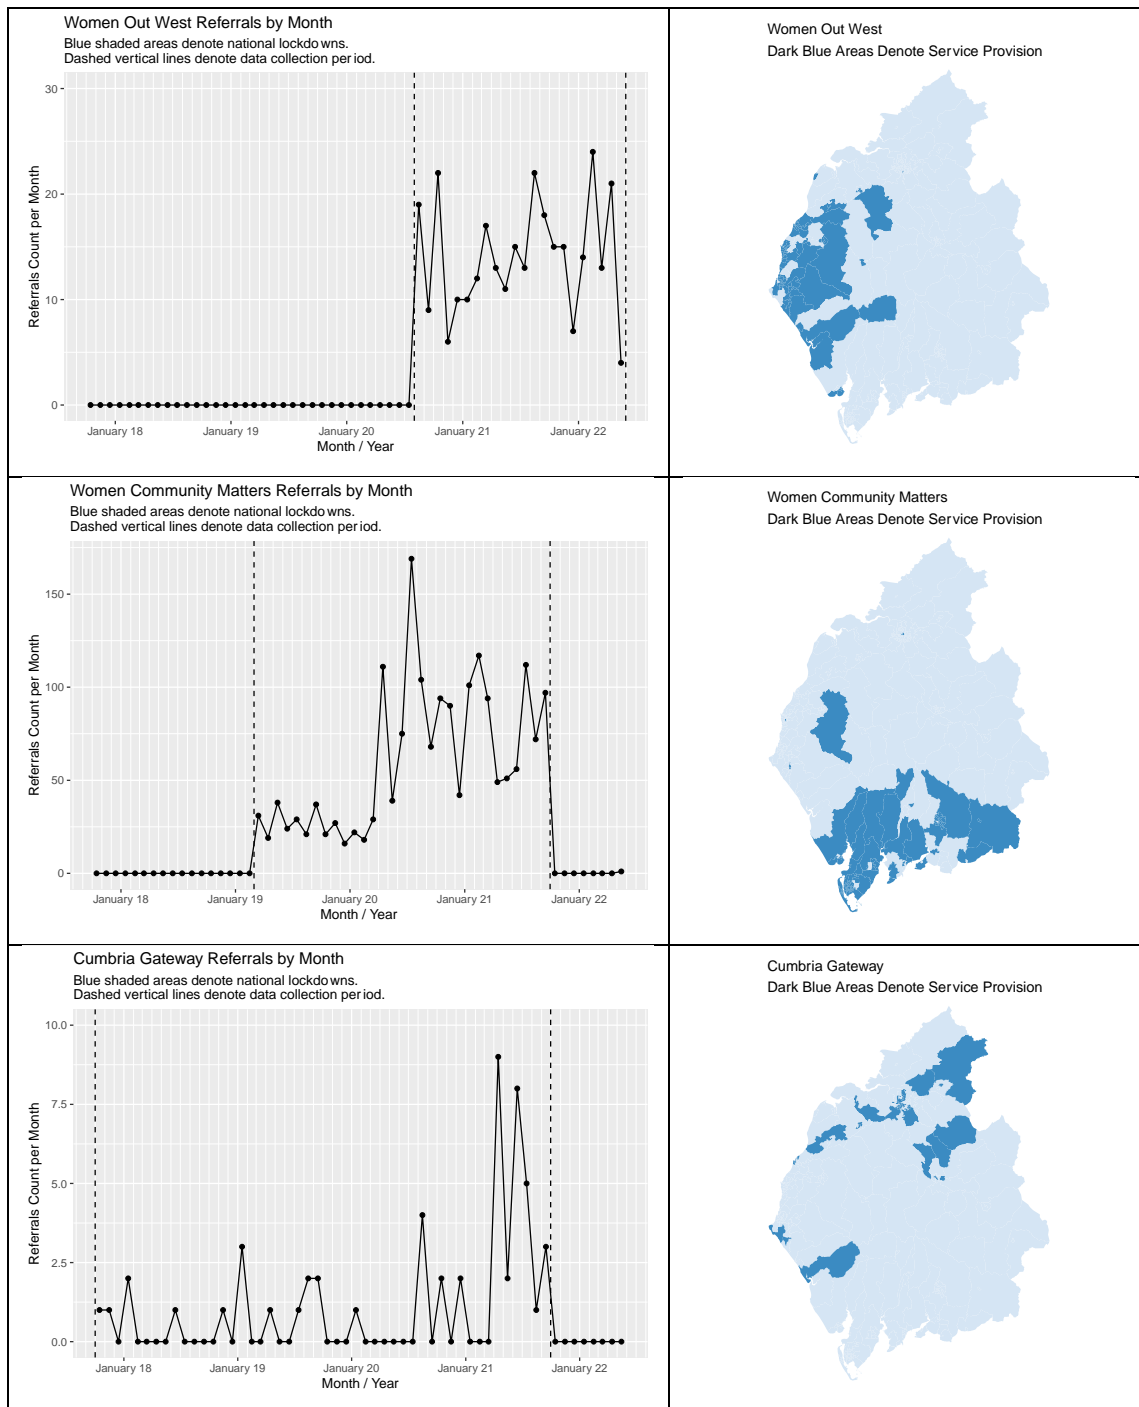 Women Out West Referrals by Month
Blue shaded areas denote national lockdowns.
Dashed vertical lines denote data collection period.
30
20
10
0
Referrals Count per Month
January 18
January 19
January 20
January 21
January 22
Month / Year
Women Out West
Dark Blue Areas Denote Service Provision
Women Community Matters Referrals by Month
Blue shaded areas denote national lockdowns.
Dashed vertical lines denote data collection period.
150
100
50
0
Referrals Count per Month
January 18
January 19
January 20
January 21
January 22
Month / Year
Women Community Matters
Dark Blue Areas Denote Service Provision
Cumbria Gateway Referrals by Month
Blue shaded areas denote national lockdowns.
Dashed vertical lines denote data collection period.
10.0
7.5
5.0
2.5
0.0
Referrals Count per Month
January 18
January 19
January 20
January 21
January 22
Month / Year
Cumbria Gateway
Dark Blue Areas Denote Service Provision